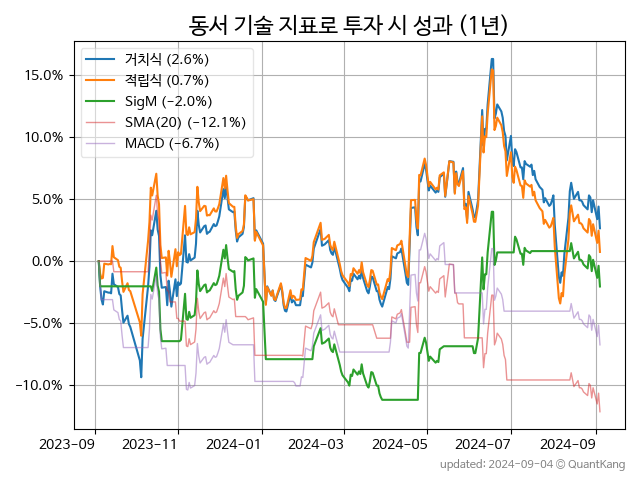 동서 기술 지표로 투자 시 성과 (1년)
거치식 (2.6%)
적립식 (0.7%)
SigM (−2.0%)
SMA(20) (−12.1%)
MACD (−6.7%)
15.0%
10.0%
5.0%
0.0%
−5.0%
−10.0%
2023-09 2023-11 2024-01 2024-03 2024-05 2024-07 2024-09
updated: 2024-09-04 © QuantKang